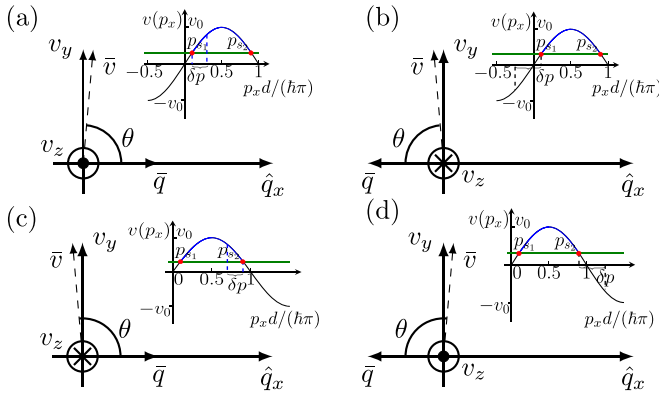 (a)
v_y
v̄
v(p_x) v_0
p_{s_1} p_{s_2}
−0.5 0 0.5 1
δp
−v_0 p_x d/(ħπ)
θ
v_z
q̄ q̂_x
(b)
v_y
v̄
v(p_x) v_0
p_{s_1} p_{s_2}
−0.5 0 0.5 1
δp
−v_0 p_x d/(ħπ)
θ
q̄ v_z q̂_x
(c)
v̄ v_y
v(p_x) v_0
p_{s_1} p_{s_2}
0 0.5 1
δp
−v_0 p_x d/(ħπ)
θ
v_z
q̄ q̂_x
(d)
v_y
v̄
v(p_x) v_0
p_{s_1} p_{s_2}
0 0.5 1 δp
−v_0 p_x d/(ħπ)
θ
q̄ v_z q̂_x